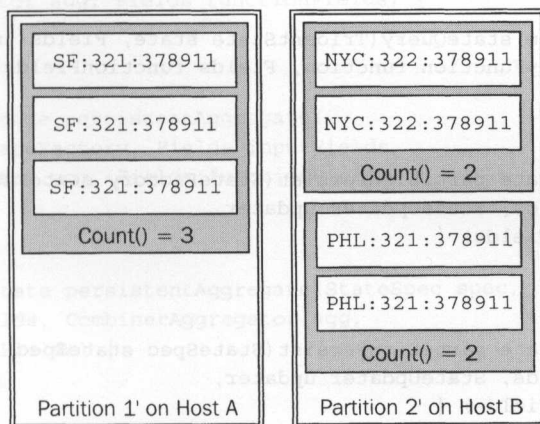 SF:321:378911
SF:321:378911
SF:321:378911
Count() = 3
Partition 1' on Host A
NYC:322:378911
NYC:322:378911
Count() = 2
PHL:321:378911
PHL:321:378911
Count() = 2
Partition 2' on Host B